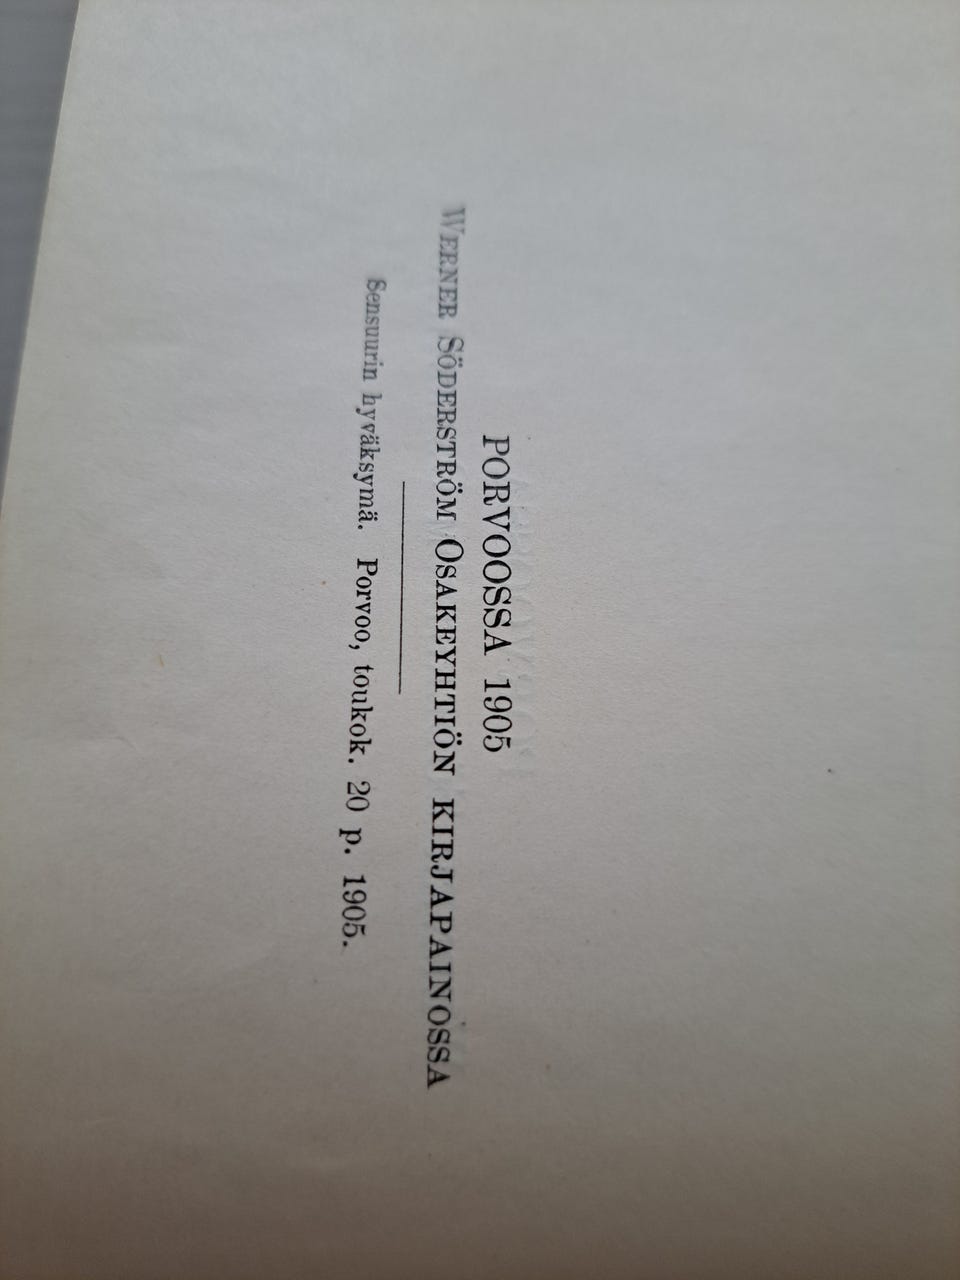 PORVOOSSA 1905
WERNER SÖDERSTRÖM OSAKEYHTIÖN KIRJAPAINOSSA
Sensuurin hyväksymä. Porvoo, toukok. 20 p. 1905.